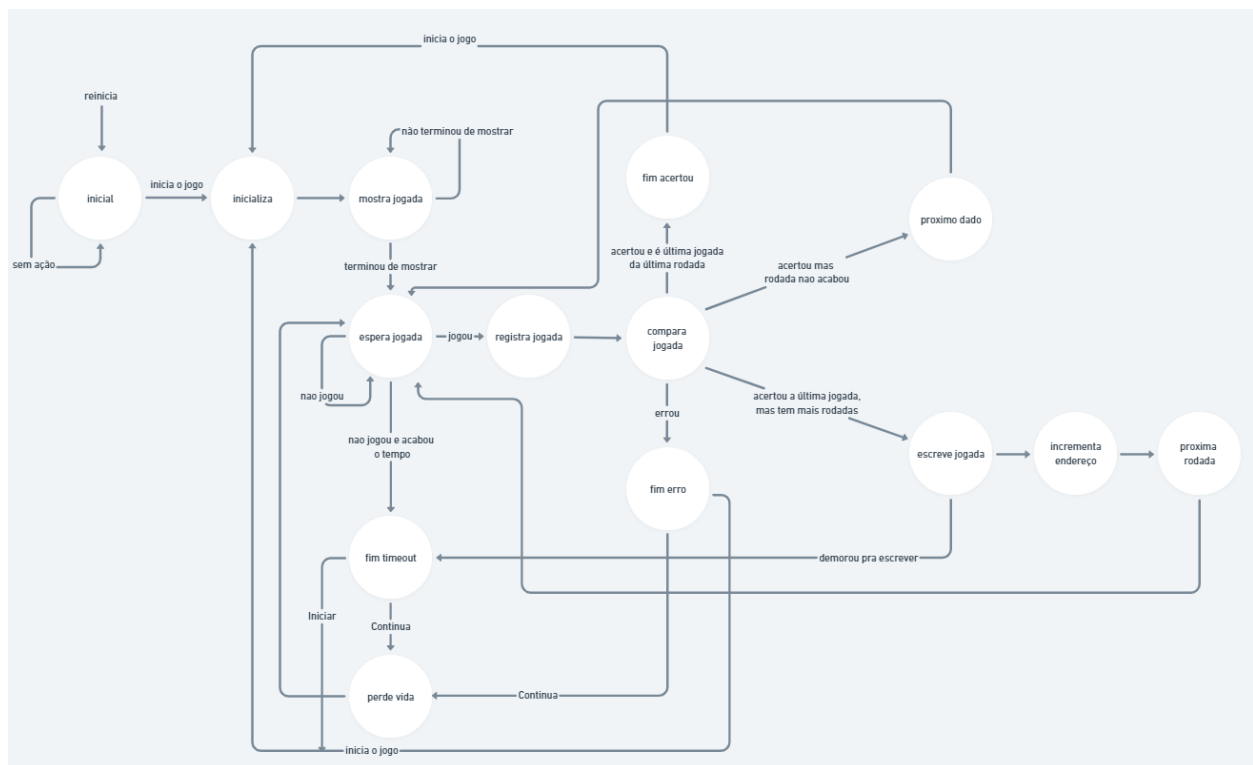 inicia o jogo
reinicia
não terminou de mostrar
inicial
inicia o jogo
inicializa
mostra jogada
fim acertou
proximo dado
sem ação
terminou de mostrar
acertou e é última jogada
da última rodada
acertou mas
rodada nao acabou
espera jogada
jogou
registra jogada
compara
jogada
nao jogou
errou
acertou a última jogada,
mas tem mais rodadas
nao jogou e acabou
o tempo
fim erro
escreve jogada
incrementa
endereço
proxima
rodada
fim timeout
demorou pra escrever
Iniciar
Continua
perde vida
Continua
inicia o jogo